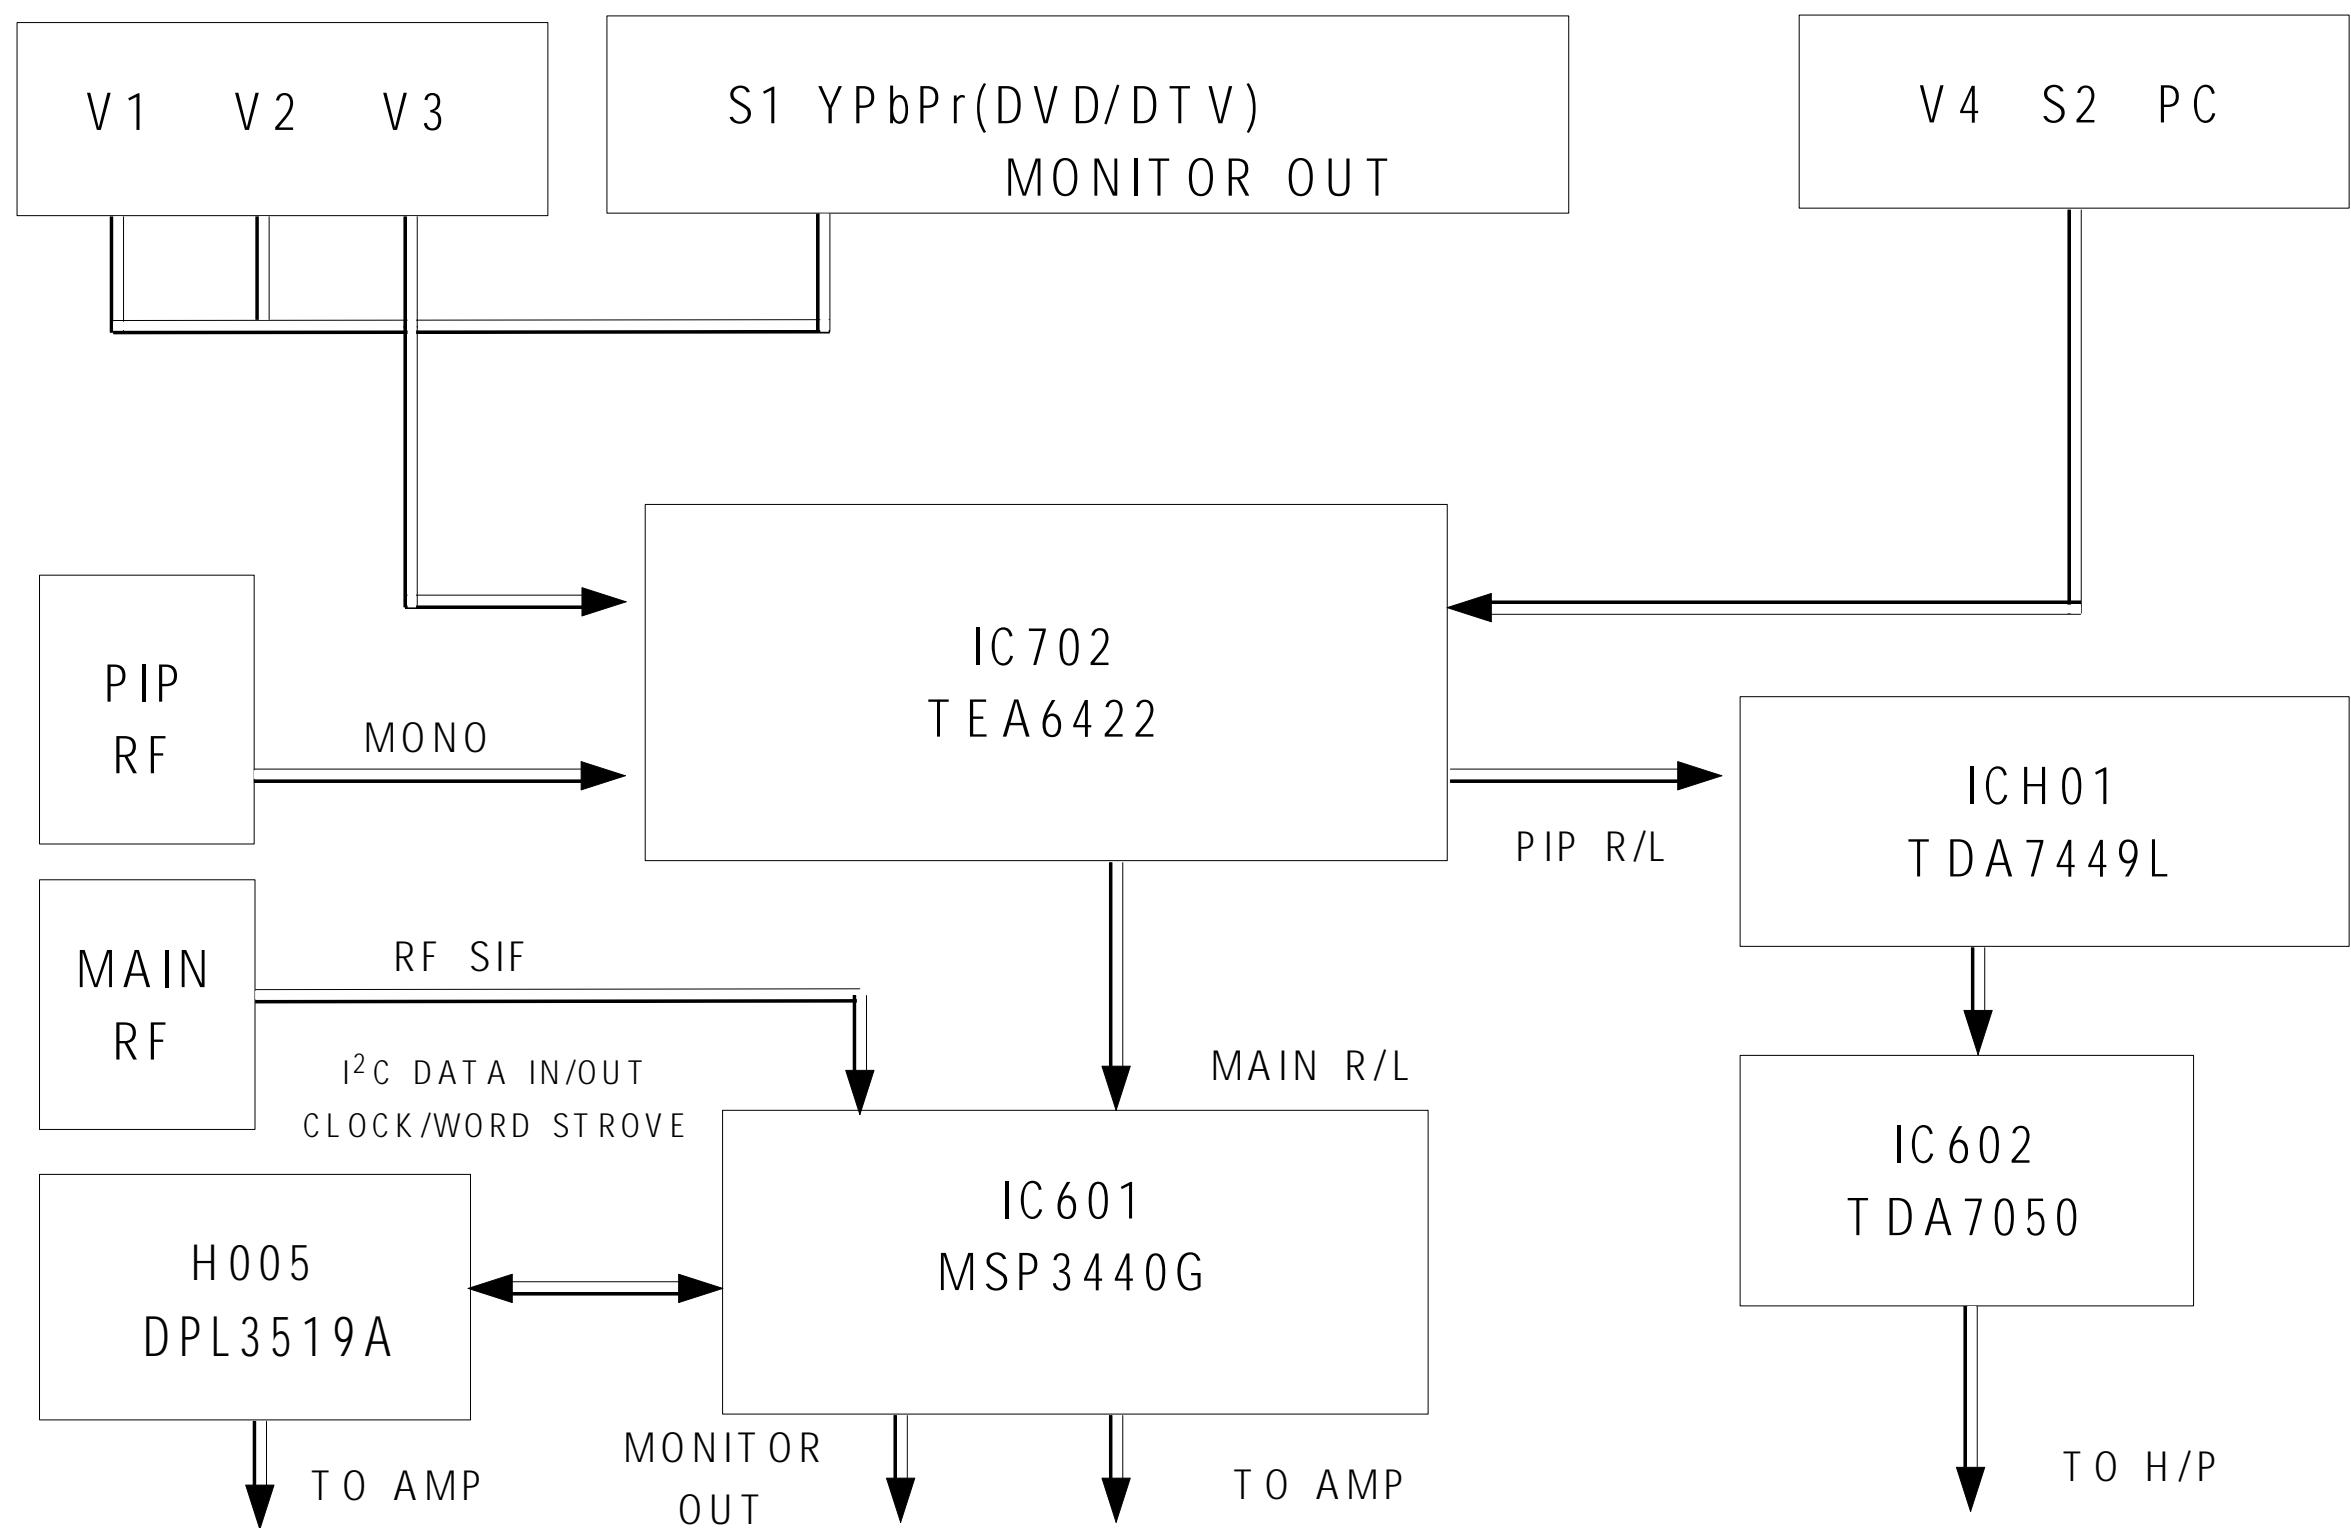 V1 V2 V3
S1 YPbPr(DVD/DTV)
MONITOR OUT
V4 S2 PC
PIP
RF
MONO
IC702
TEA6422
PIP R/L
ICH01
TDA7449L
MAIN
RF
RF SIF
I²C DATA IN/OUT
CLOCK/WORD STROVE
MAIN R/L
IC601
MSP3440G
IC602
TDA7050
H005
DPL3519A
TO AMP
MONITOR
OUT
TO AMP
TO H/P